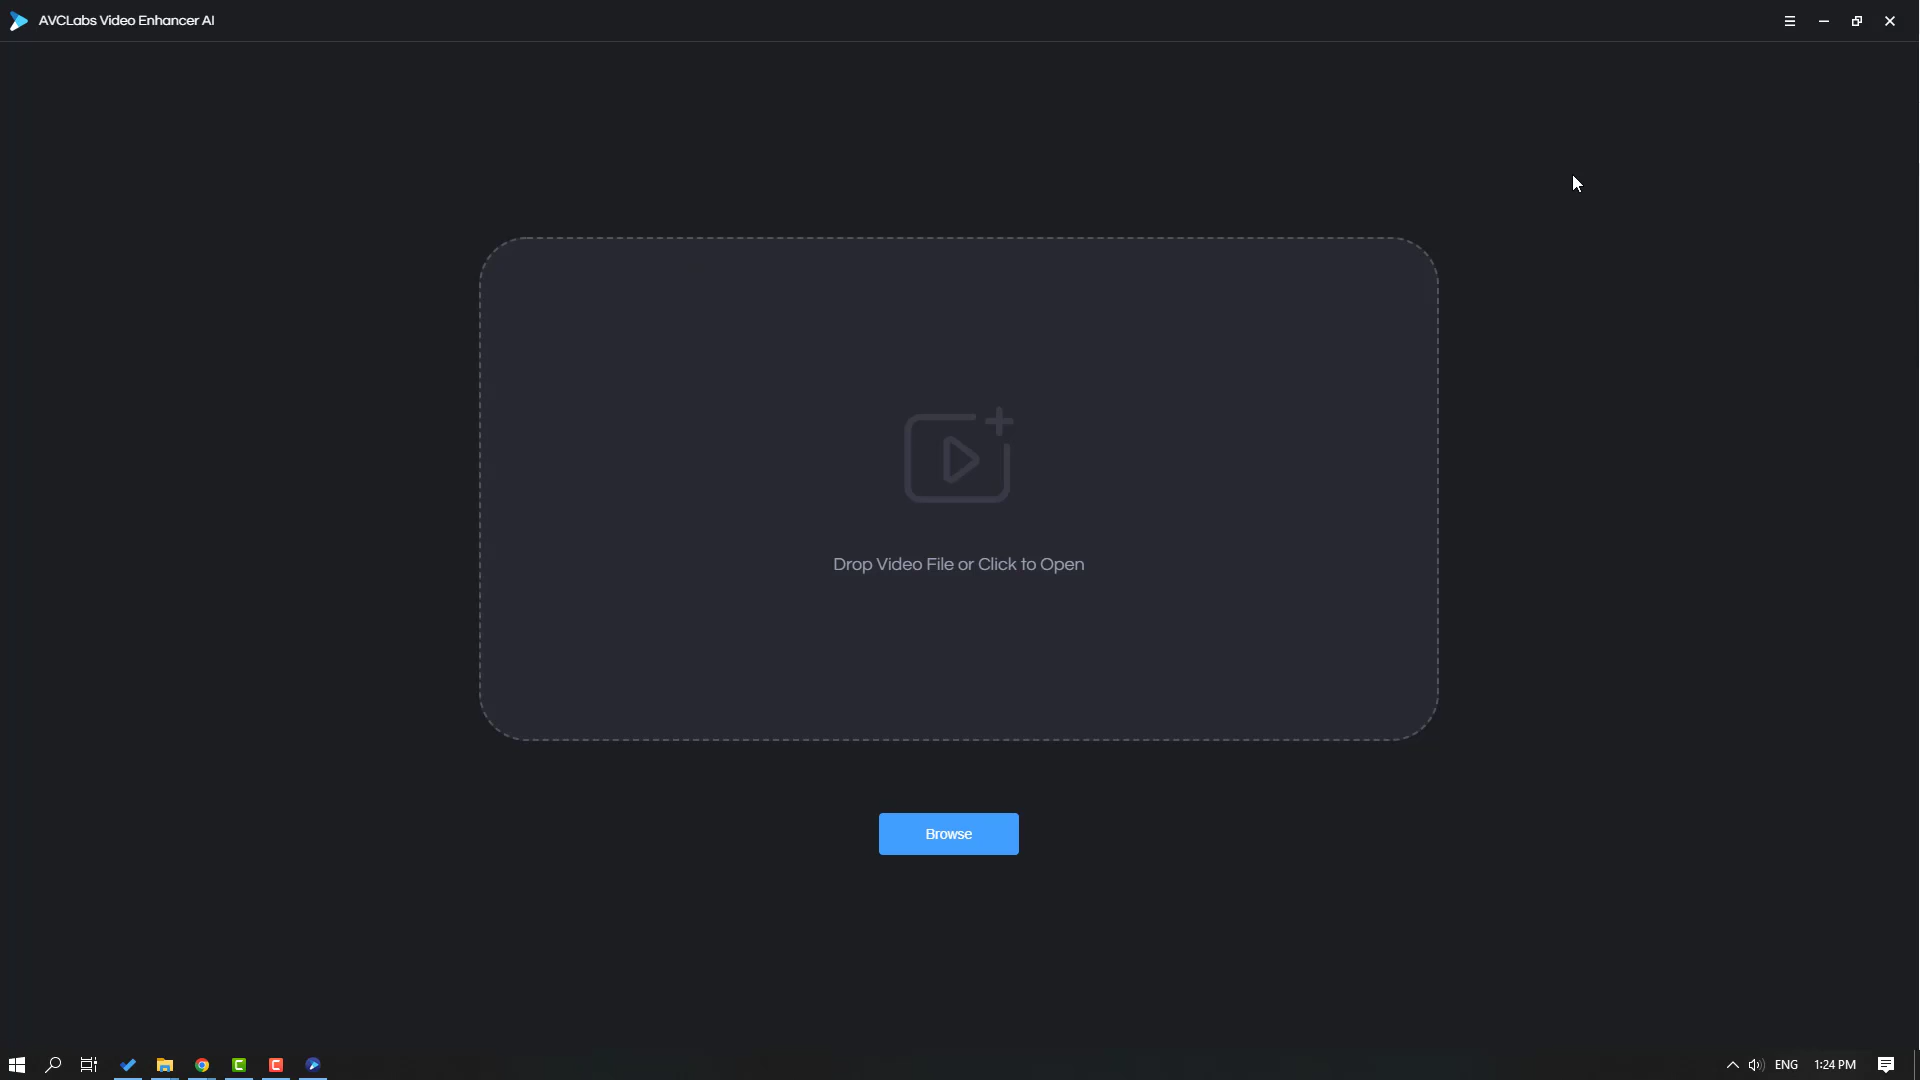 AVCLabs Video Enhancer AI
Drop Video File or Click to Open
Browse
ENG
1:24 PM